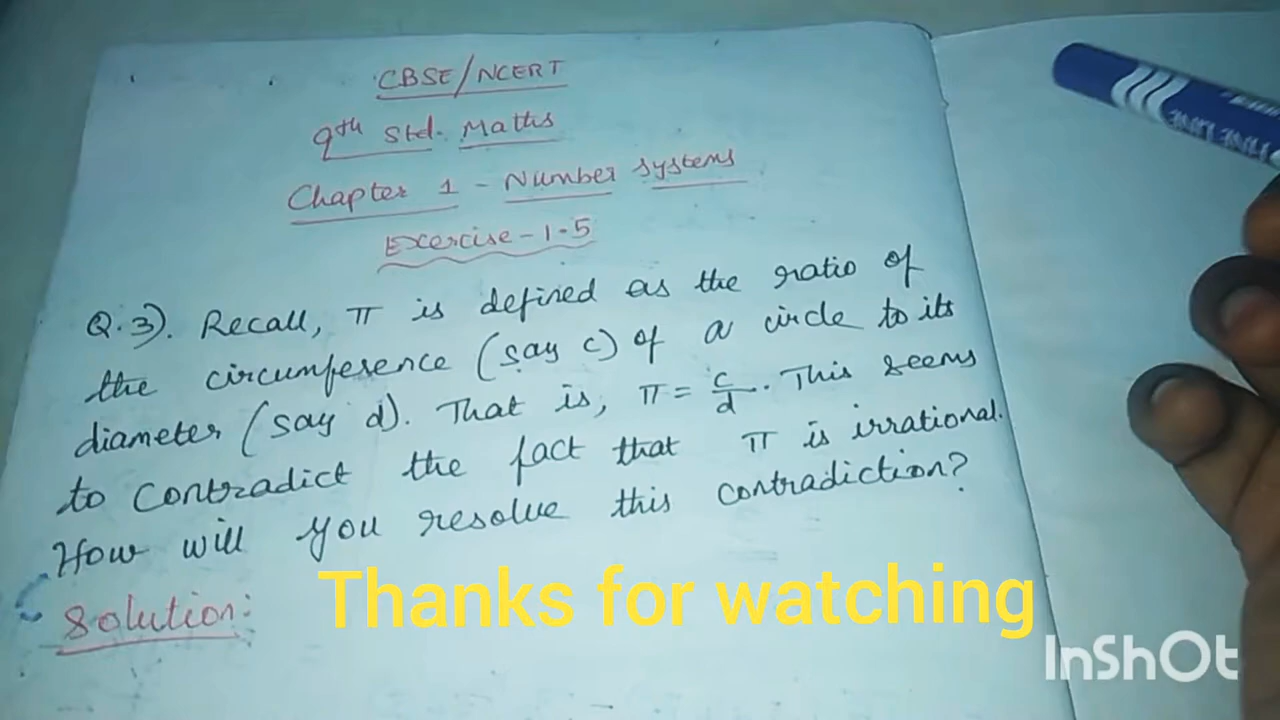 CBSE/NCERT
9th Std. Maths
Chapter 1 - Number systems
Exercise - 1.5
Q.3). Recall, π is defined as the ratio of
the circumference (say c) of a circle to its
diameter (say d). That is, π = c/d. This seems
to contradict the fact that π is irrational.
How will you resolve this contradiction?
Solution:
Thanks for watching
InShOt